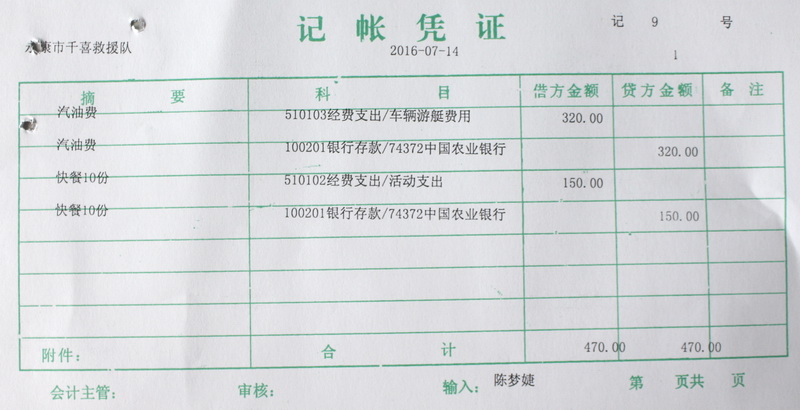 记帐凭证
记 9 号
永康市千喜救援队
2016-07-14
1
摘要 科目 借方金额 贷方金额 备注
汽油费 510103经费支出/车辆游艇费用 320.00
汽油费 100201银行存款/74372中国农业银行 320.00
快餐10份 510102经费支出/活动支出 150.00
快餐10份 100201银行存款/74372中国农业银行 150.00
附件: 合计 470.00 470.00
会计主管: 审核: 输入: 陈梦婕 第 页共 页